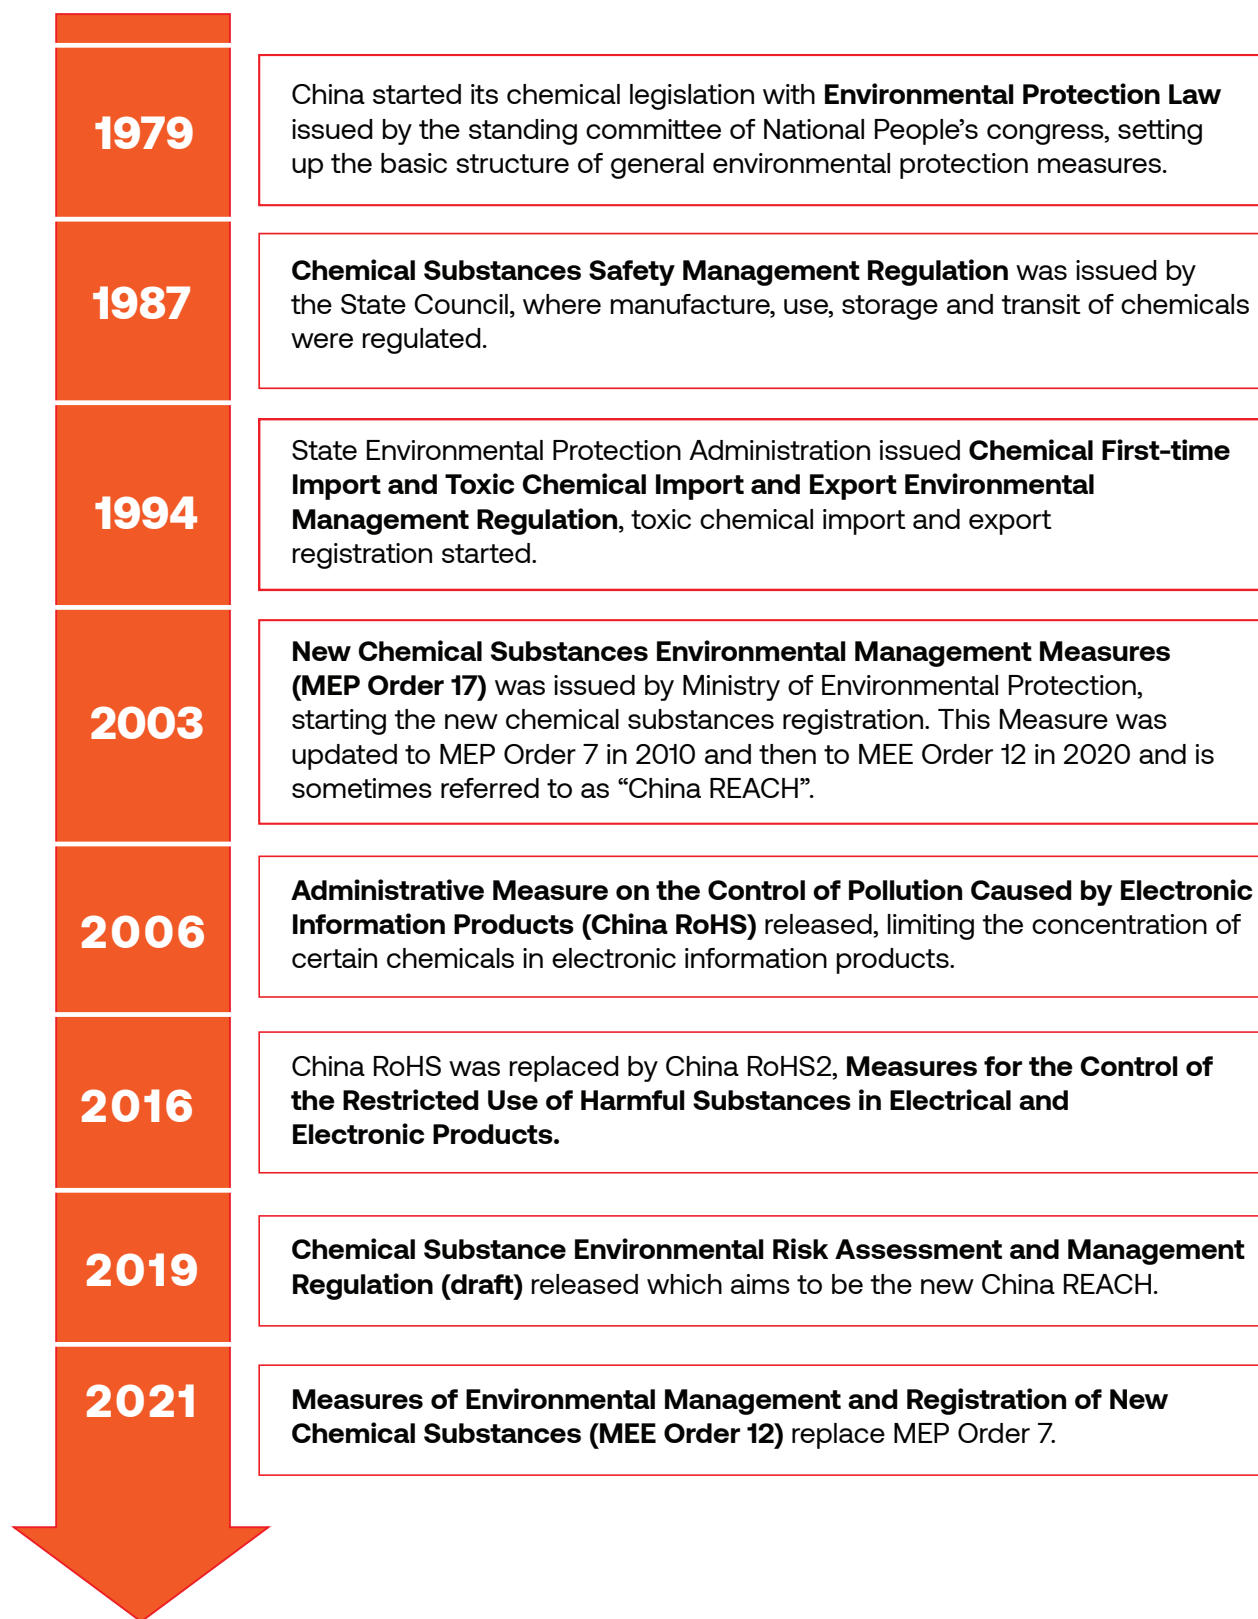 1979
China started its chemical legislation with Environmental Protection Law
issued by the standing committee of National People’s congress, setting
up the basic structure of general environmental protection measures.
1987
Chemical Substances Safety Management Regulation was issued by
the State Council, where manufacture, use, storage and transit of chemicals
were regulated.
1994
State Environmental Protection Administration issued Chemical First-time
Import and Toxic Chemical Import and Export Environmental
Management Regulation, toxic chemical import and export
registration started.
2003
New Chemical Substances Environmental Management Measures
(MEP Order 17) was issued by Ministry of Environmental Protection,
starting the new chemical substances registration. This Measure was
updated to MEP Order 7 in 2010 and then to MEE Order 12 in 2020 and is
sometimes referred to as “China REACH”.
2006
Administrative Measure on the Control of Pollution Caused by Electronic
Information Products (China RoHS) released, limiting the concentration of
certain chemicals in electronic information products.
2016
China RoHS was replaced by China RoHS2, Measures for the Control of
the Restricted Use of Harmful Substances in Electrical and
Electronic Products.
2019
Chemical Substance Environmental Risk Assessment and Management
Regulation (draft) released which aims to be the new China REACH.
2021
Measures of Environmental Management and Registration of New
Chemical Substances (MEE Order 12) replace MEP Order 7.